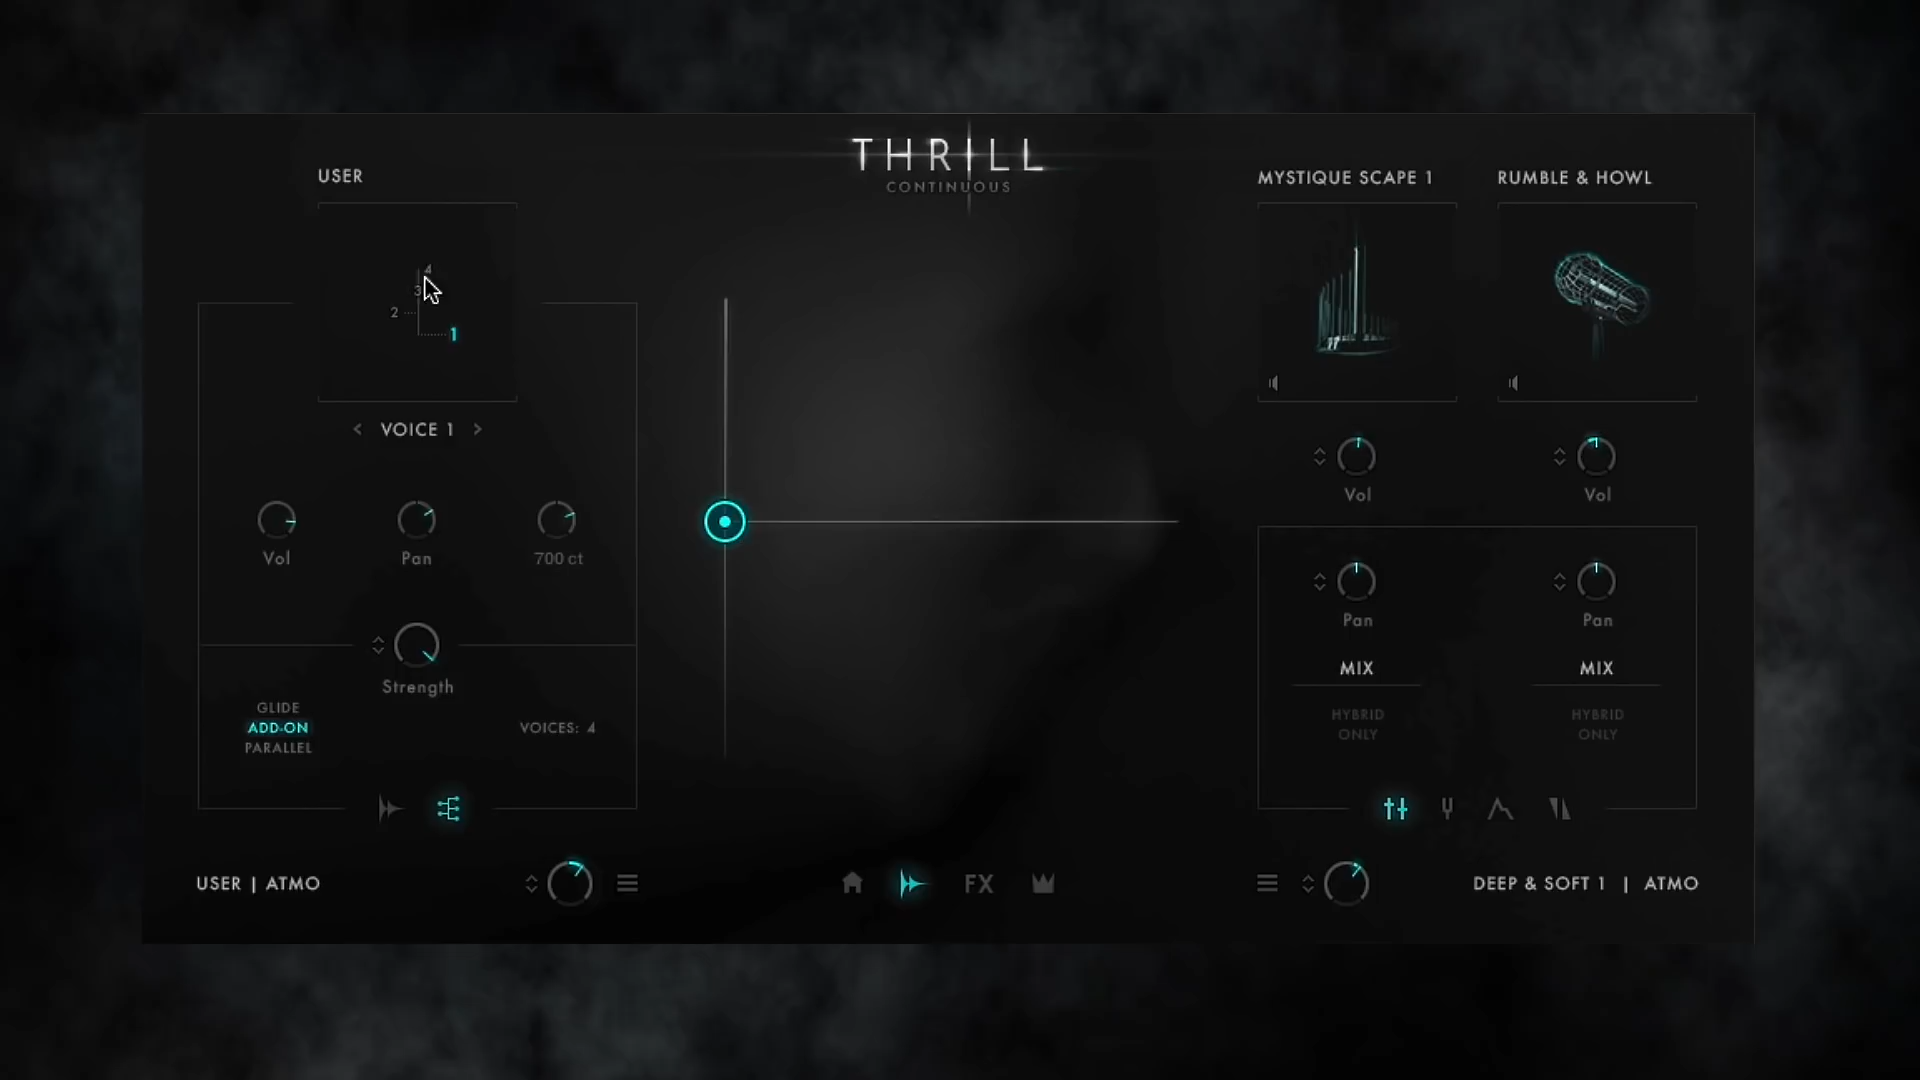 THRILL
CONTINUOUS
USER
4
3
2
1
< VOICE 1 >
Vol
Pan
700 ct
Strength
GLIDE
ADD-ON
PARALLEL
VOICES: 4
USER | ATMO
FX
MYSTIQUE SCAPE 1
RUMBLE & HOWL
Vol
Vol
Pan
Pan
MIX
MIX
HYBRID
ONLY
HYBRID
ONLY
DEEP & SOFT 1 | ATMO